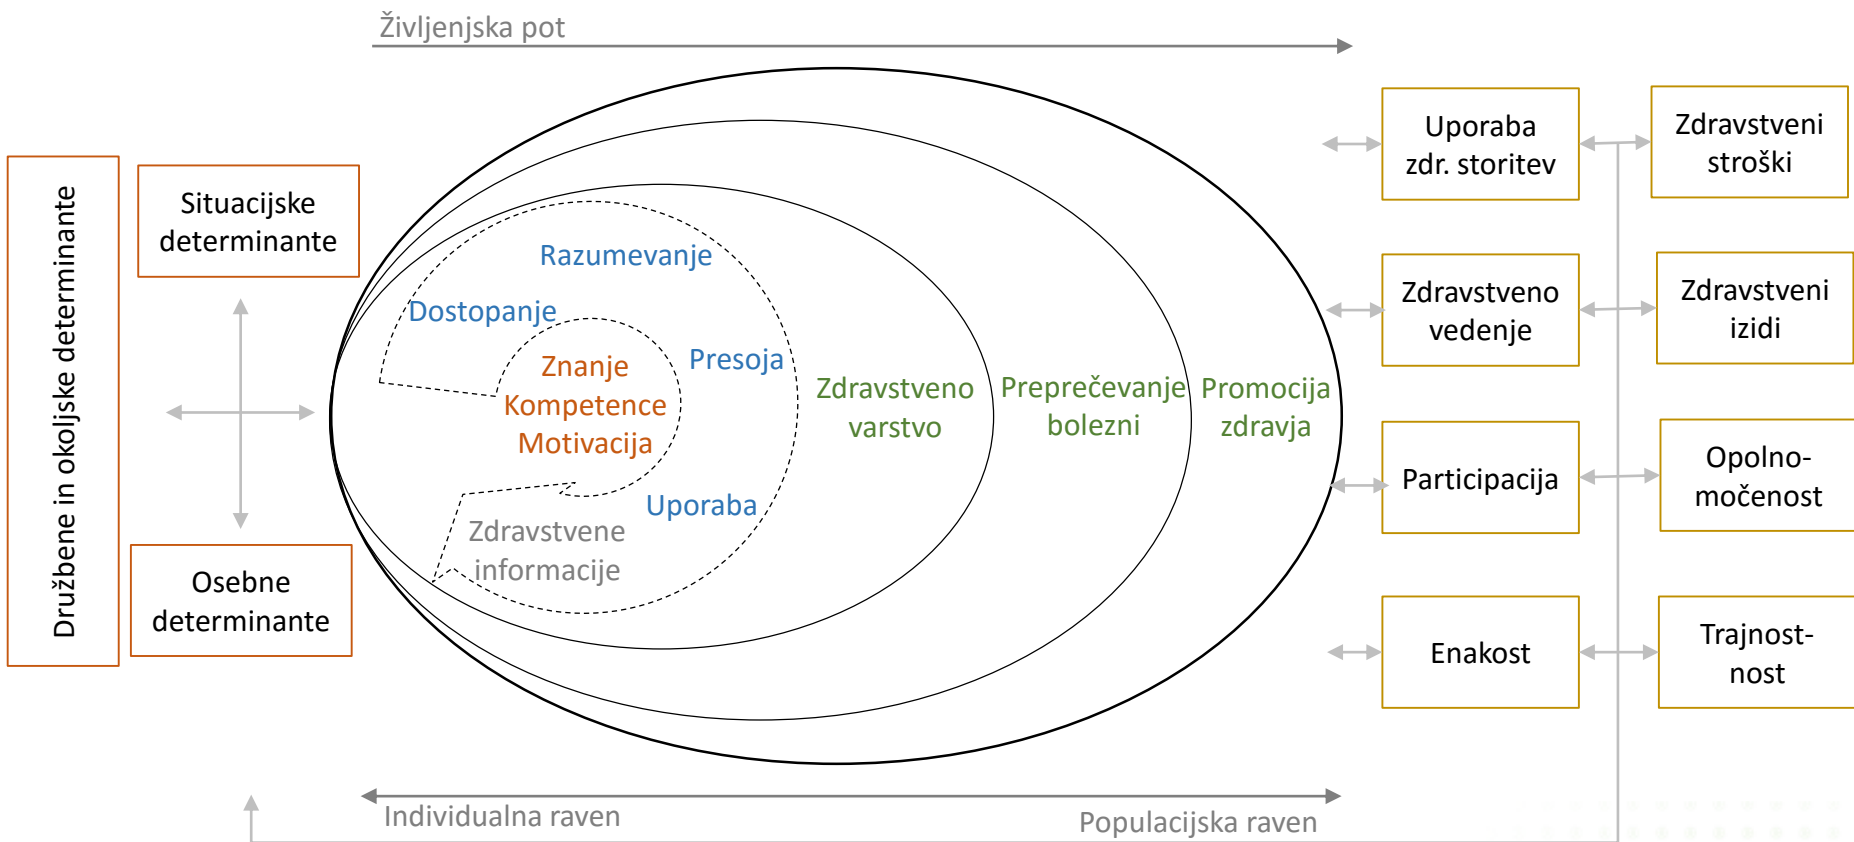 Življenjska pot
Družbene in okoljske determinante
Situacijske
determinante
Osebne
determinante
Razumevanje
Dostopanje
Presoja
Uporaba
Znanje
Kompetence
Motivacija
Zdravstvene
informacije
Zdravstveno
varstvo
Preprečevanje
bolezni
Promocija
zdravja
Uporaba
zdr. storitev
Zdravstveni
stroški
Zdravstveno
vedenje
Zdravstveni
izidi
Participacija
Opolno-
močenost
Enakost
Trajnost-
nost
Individualna raven
Populacijska raven